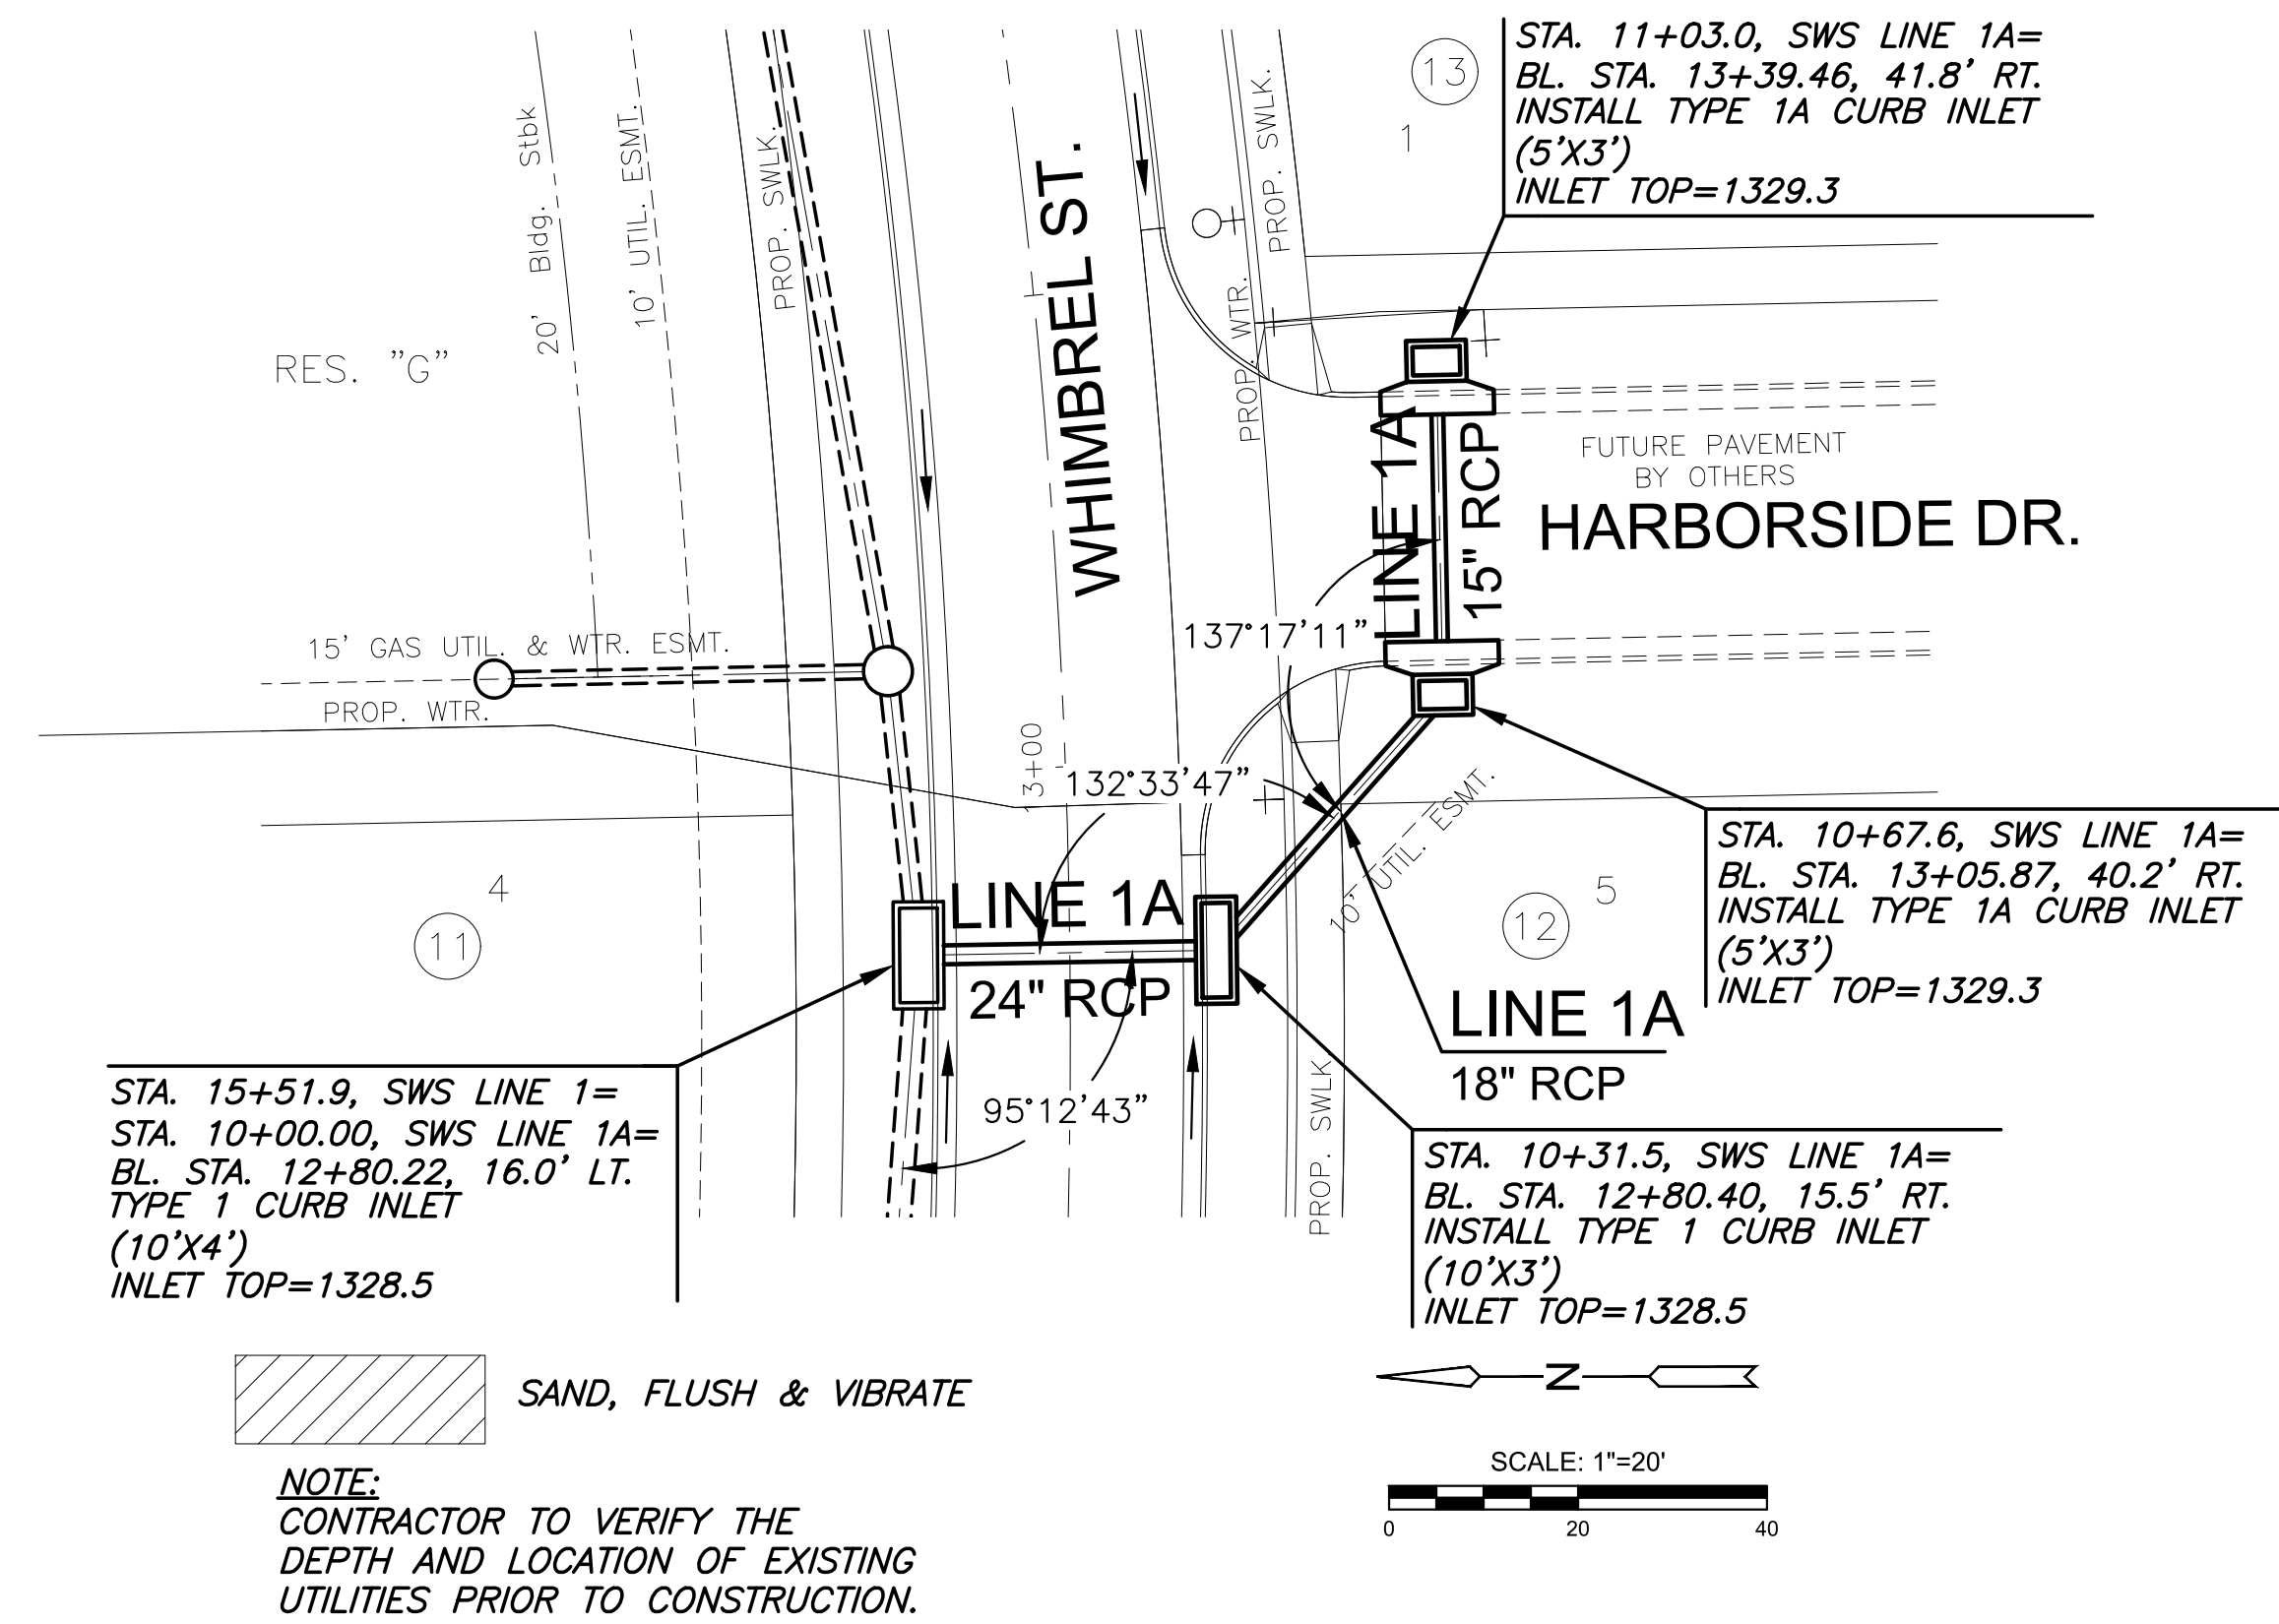 STA. 11+03.0, SWS LINE 1A=
BL. STA. 13+39.46, 41.8' RT.
INSTALL TYPE 1A CURB INLET
(5'X3')
INLET TOP=1329.3
13
1
20' Bldg. Stbk
10' UTIL. ESMT.
PROP. SWLK.
WHIMBREL ST.
PROP. WTR.
PROP. SWLK.
RES. "G"
LINE 1A
15" RCP
FUTURE PAVEMENT
BY OTHERS
HARBORSIDE DR.
137°17'11"
15' GAS UTIL. & WTR. ESMT.
PROP. WTR.
13+00
132°33'47"
10' UTIL. ESMT.
STA. 10+67.6, SWS LINE 1A=
BL. STA. 13+05.87, 40.2' RT.
INSTALL TYPE 1A CURB INLET
(5'X3')
INLET TOP=1329.3
4
11
LINE 1A
24" RCP
5
12
LINE 1A
18" RCP
95°12'43"
PROP. SWLK.
STA. 15+51.9, SWS LINE 1=
STA. 10+00.00, SWS LINE 1A=
BL. STA. 12+80.22, 16.0' LT.
TYPE 1 CURB INLET
(10'X4')
INLET TOP=1328.5
STA. 10+31.5, SWS LINE 1A=
BL. STA. 12+80.40, 15.5' RT.
INSTALL TYPE 1 CURB INLET
(10'X3')
INLET TOP=1328.5
SAND, FLUSH & VIBRATE
N
SCALE: 1"=20'
0 20 40
NOTE:
CONTRACTOR TO VERIFY THE
DEPTH AND LOCATION OF EXISTING
UTILITIES PRIOR TO CONSTRUCTION.